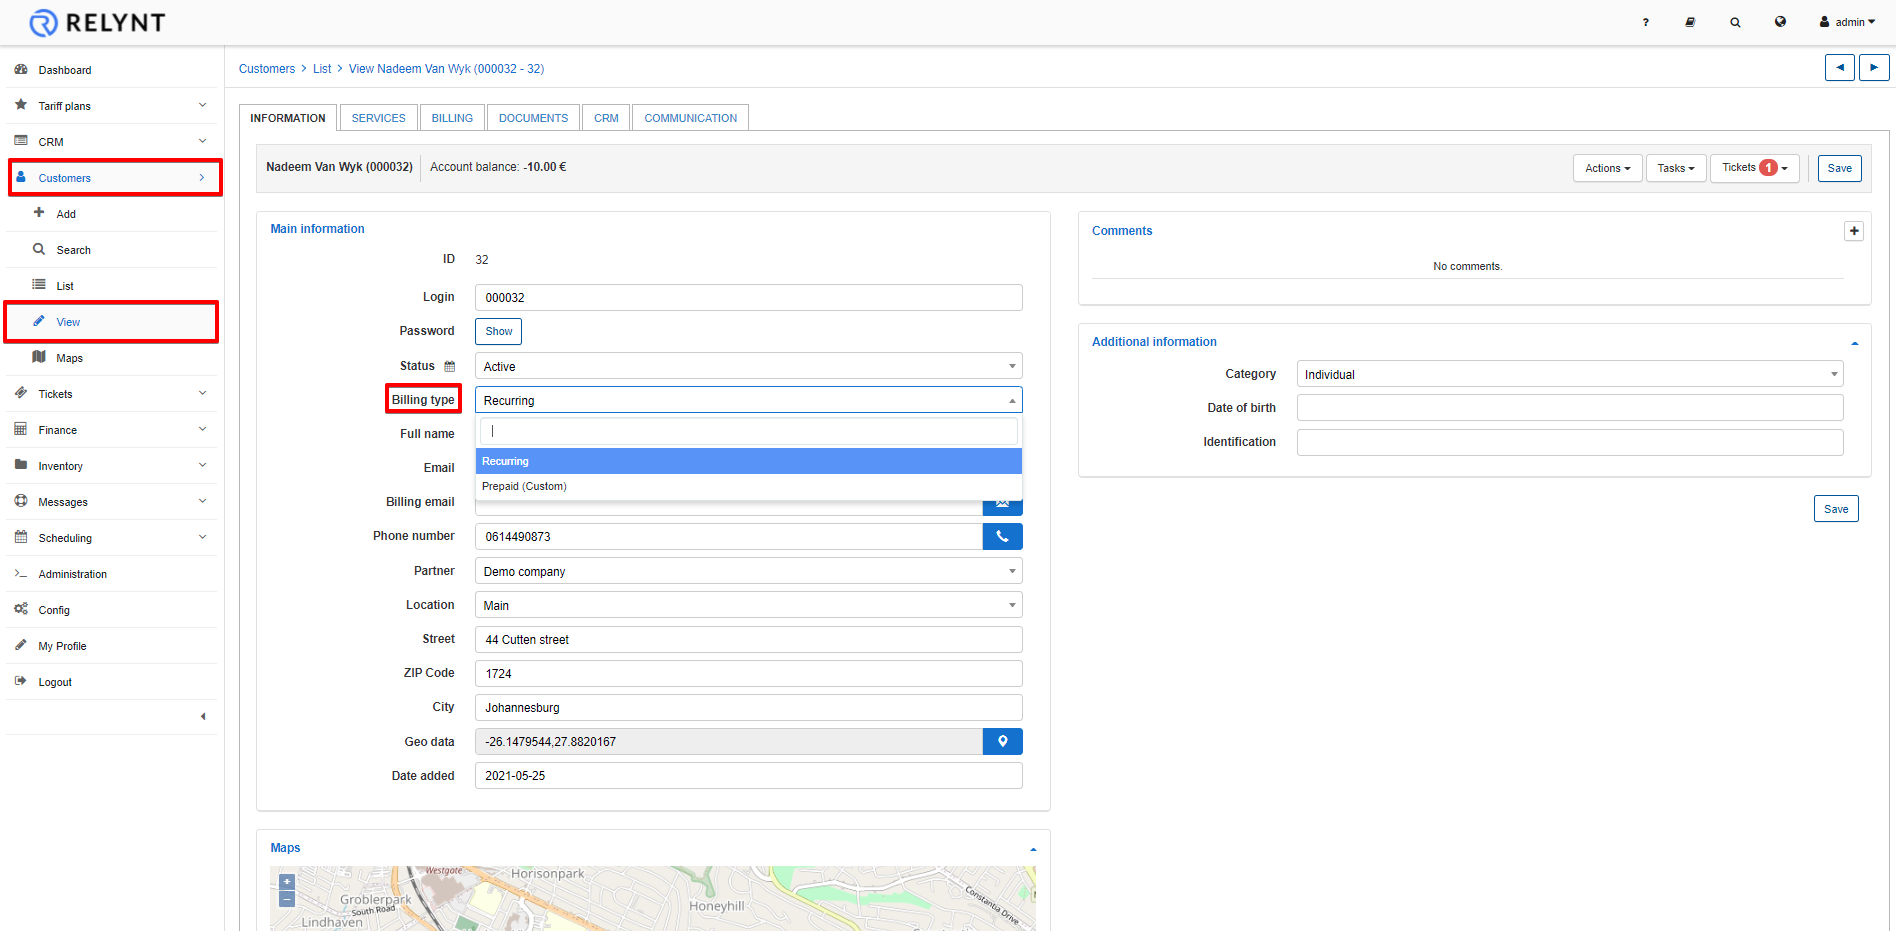 RELYNT
? admin
Dashboard
Tariff plans
CRM
Customers
Add
Search
List
View
Maps
Tickets
Finance
Inventory
Messages
Scheduling
Administration
Config
My Profile
Logout
Customers > List > View Nadeem Van Wyk (000032 - 32)
INFORMATION SERVICES BILLING DOCUMENTS CRM COMMUNICATION
Nadeem Van Wyk (000032) Account balance: -10.00 € Actions Tasks Tickets 1 Save
Main information
ID 32
Login 000032
Password Show
Status Active
Billing type Recurring
Full name
Recurring
Email
Prepaid (Custom)
Billing email
Phone number 0614490873
Partner Demo company
Location Main
Street 44 Cutten street
ZIP Code 1724
City Johannesburg
Geo data -26.1479544,27.8820167
Date added 2021-05-25
Comments +
No comments.
Additional information
Category Individual
Date of birth
Identification
Save
Maps
+
−
Westgate
Horisonpark
Groblerpark
South Road
Lindhaven
Honeyhill
Constantia Drive